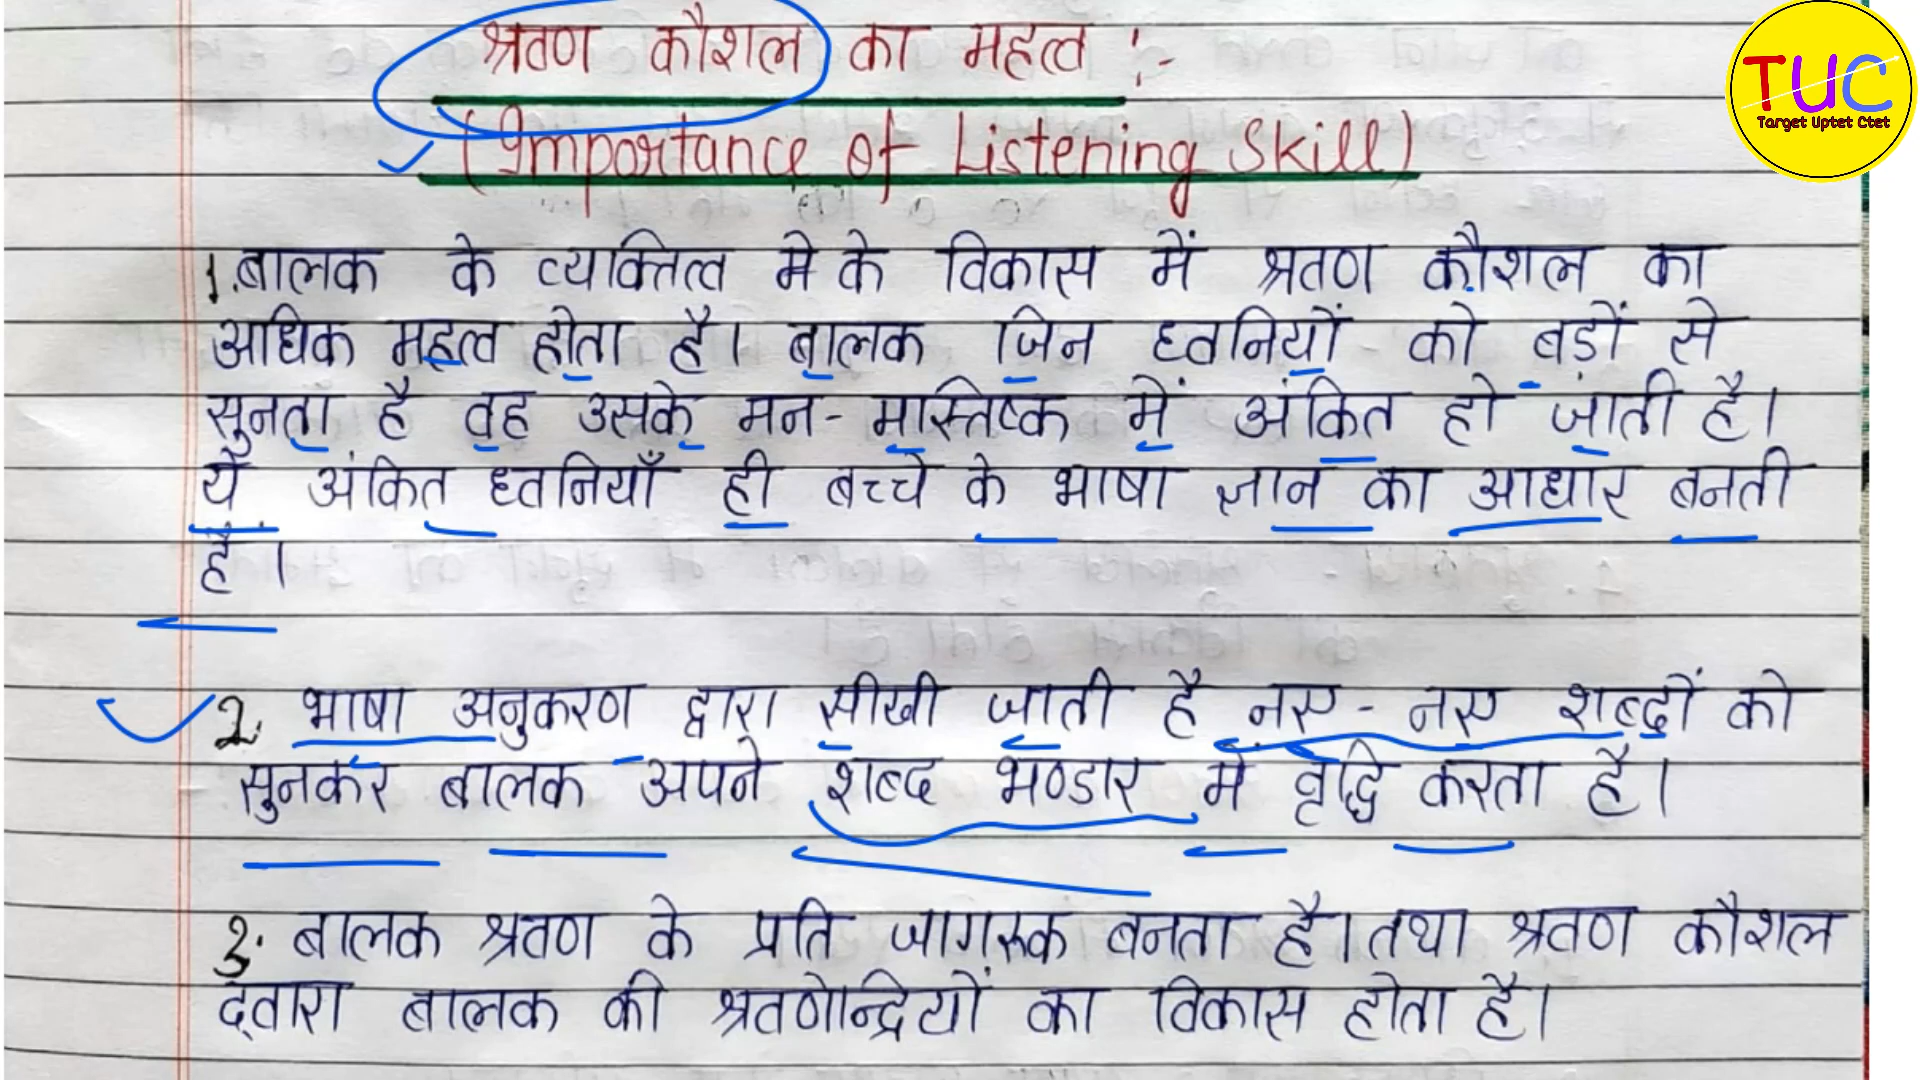 श्रवण कौशल का महत्व :-
(Importance of Listening Skill)
TUC
Target Uptet Ctet
1. बालक के व्यक्तित्व मे के विकास में श्रवण कौशल का
अधिक महत्व होता है। बालक जिन ध्वनियों को बड़ों से
सुनता है वह उसके मन-मास्तिष्क में अंकित हो जाती है।
ये अंकित ध्वनियाँ ही बच्चे के भाषा ज्ञान का आधार बनती
है।
2. भाषा अनुकरण द्वारा सीखी जाती है नए-नए शब्दों को
सुनकर बालक अपने शब्द भण्डार में वृद्धि करता है।
3. बालक श्रवण के प्रति जागरूक बनता है। तथा श्रवण कौशल
द्वारा बालक की श्रवणेन्द्रियों का विकास होता है।